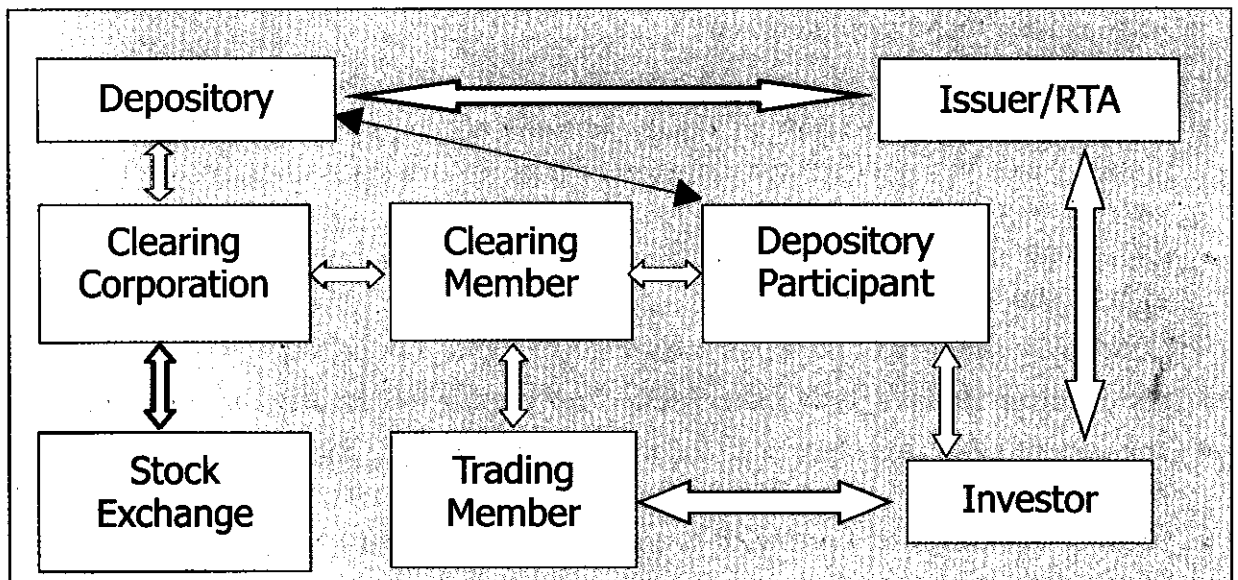 Depository
Issuer/RTA
Clearing
Corporation
Clearing
Member
Depository
Participant
Stock
Exchange
Trading
Member
Investor